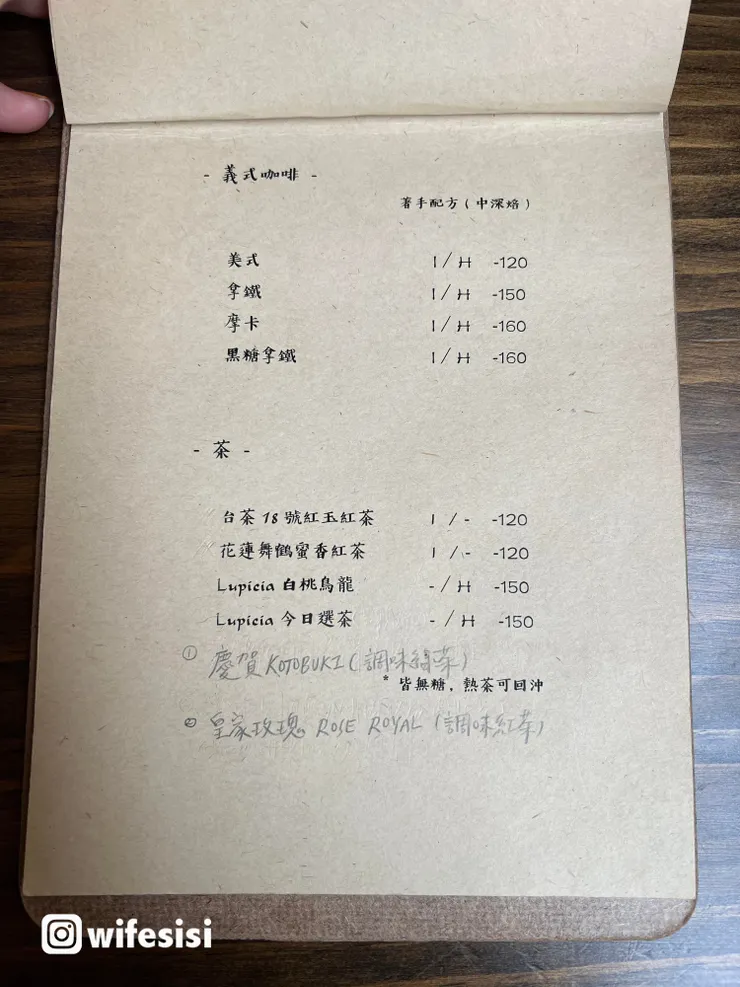 - 義式咖啡 -
著手配方（中深焙）
美式 I / H -120
拿鐵 I / H -150
摩卡 I / H -160
黑糖拿鐵 I / H -160
- 茶 -
台茶 18 號紅玉紅茶 I / - -120
花蓮舞鶴蜜香紅茶 I / - -120
Lupicia 白桃烏龍 - / H -150
Lupicia 今日選茶 - / H -150
① 慶賀 KOTOBUKI (調味綠茶)
* 皆無糖，熱茶可回沖
② 皇家玫瑰 ROSE ROYAL (調味紅茶)
wifesisi